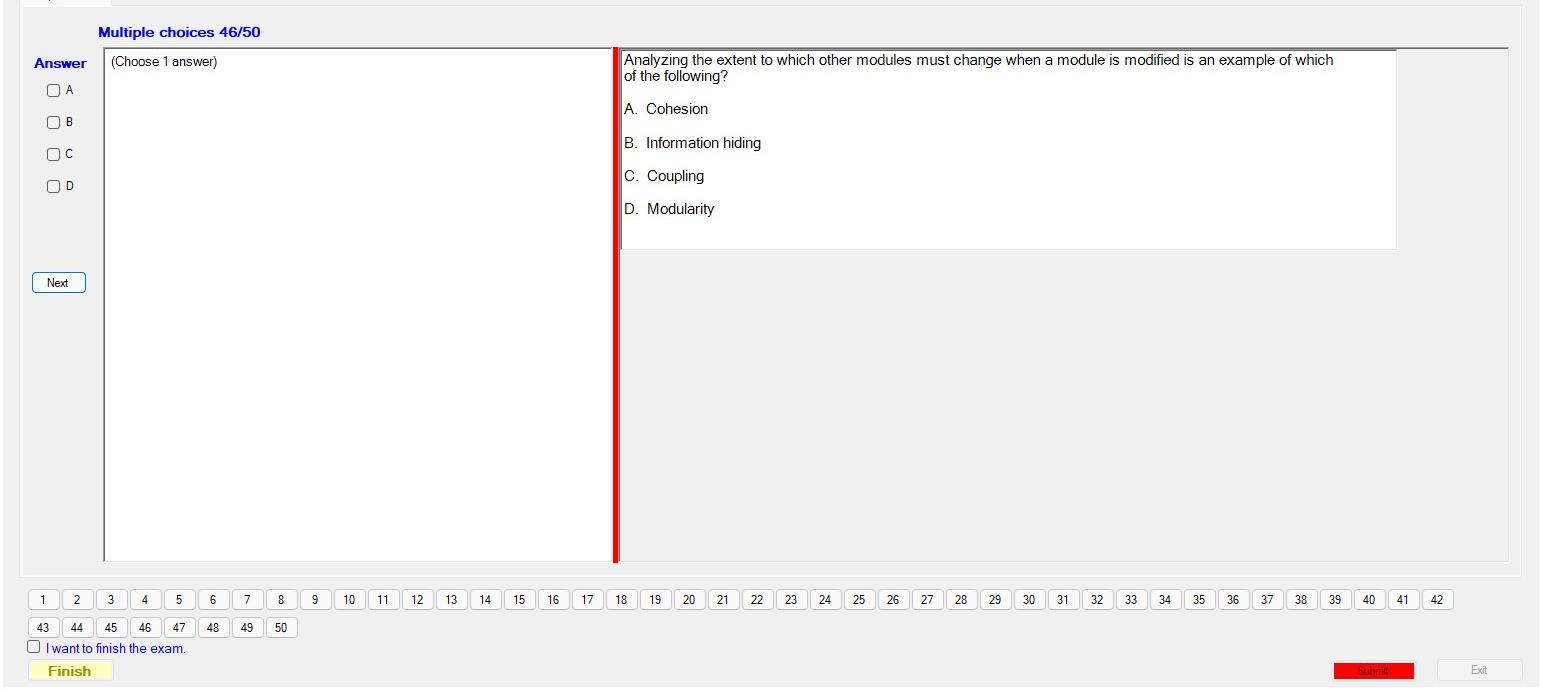 Multiple choices 46/50
Answer
(Choose 1 answer)
A
B
C
D
Next
Analyzing the extent to which other modules must change when a module is modified is an example of which
of the following?
A. Cohesion
B. Information hiding
C. Coupling
D. Modularity
1 2 3 4 5 6 7 8 9 10 11 12 13 14 15 16 17 18 19 20 21 22 23 24 25 26 27 28 29 30 31 32 33 34 35 36 37 38 39 40 41 42
43 44 45 46 47 48 49 50
I want to finish the exam.
Finish
Submit
Exit